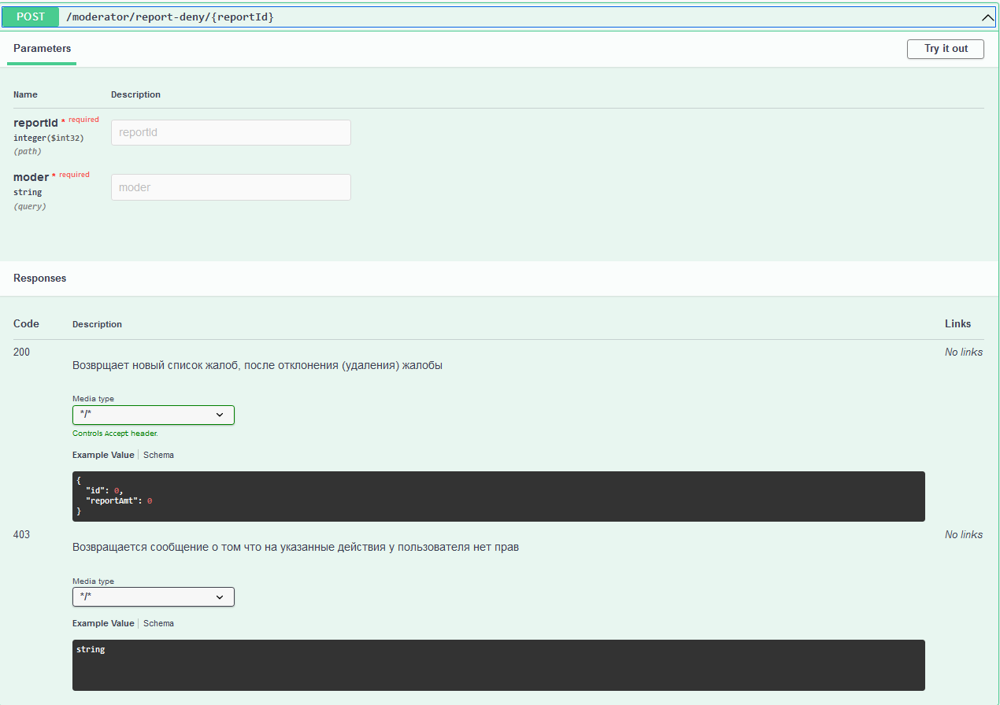 POST /moderator/report-deny/{reportId}
Parameters
Try it out
Name Description
reportId * required
integer($int32)
(path)
reportId
moder * required
string
(query)
moder
Responses
Code Description Links
200 No links
Возврщает новый список жалоб, после отклонения (удаления) жалобы
Media type
*/*
Controls Accept header.
Example Value Schema
{
"id": 0,
"reportAmt": 0
}
403 No links
Возвращается сообщение о том что на указанные действия у пользователя нет прав
Media type
*/*
Example Value Schema
string